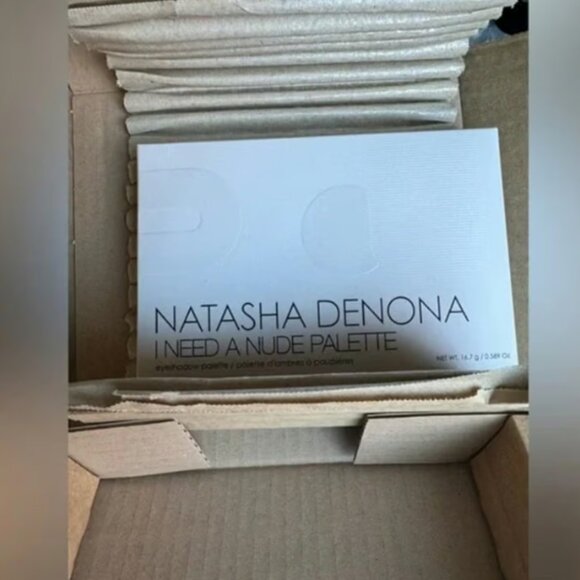 NATASHA DENONA
I NEED A NUDE PALETTE
eyeshadow palette / palette d'ombres à paupières
NET WT. 16.7 g / 0.589 Oz